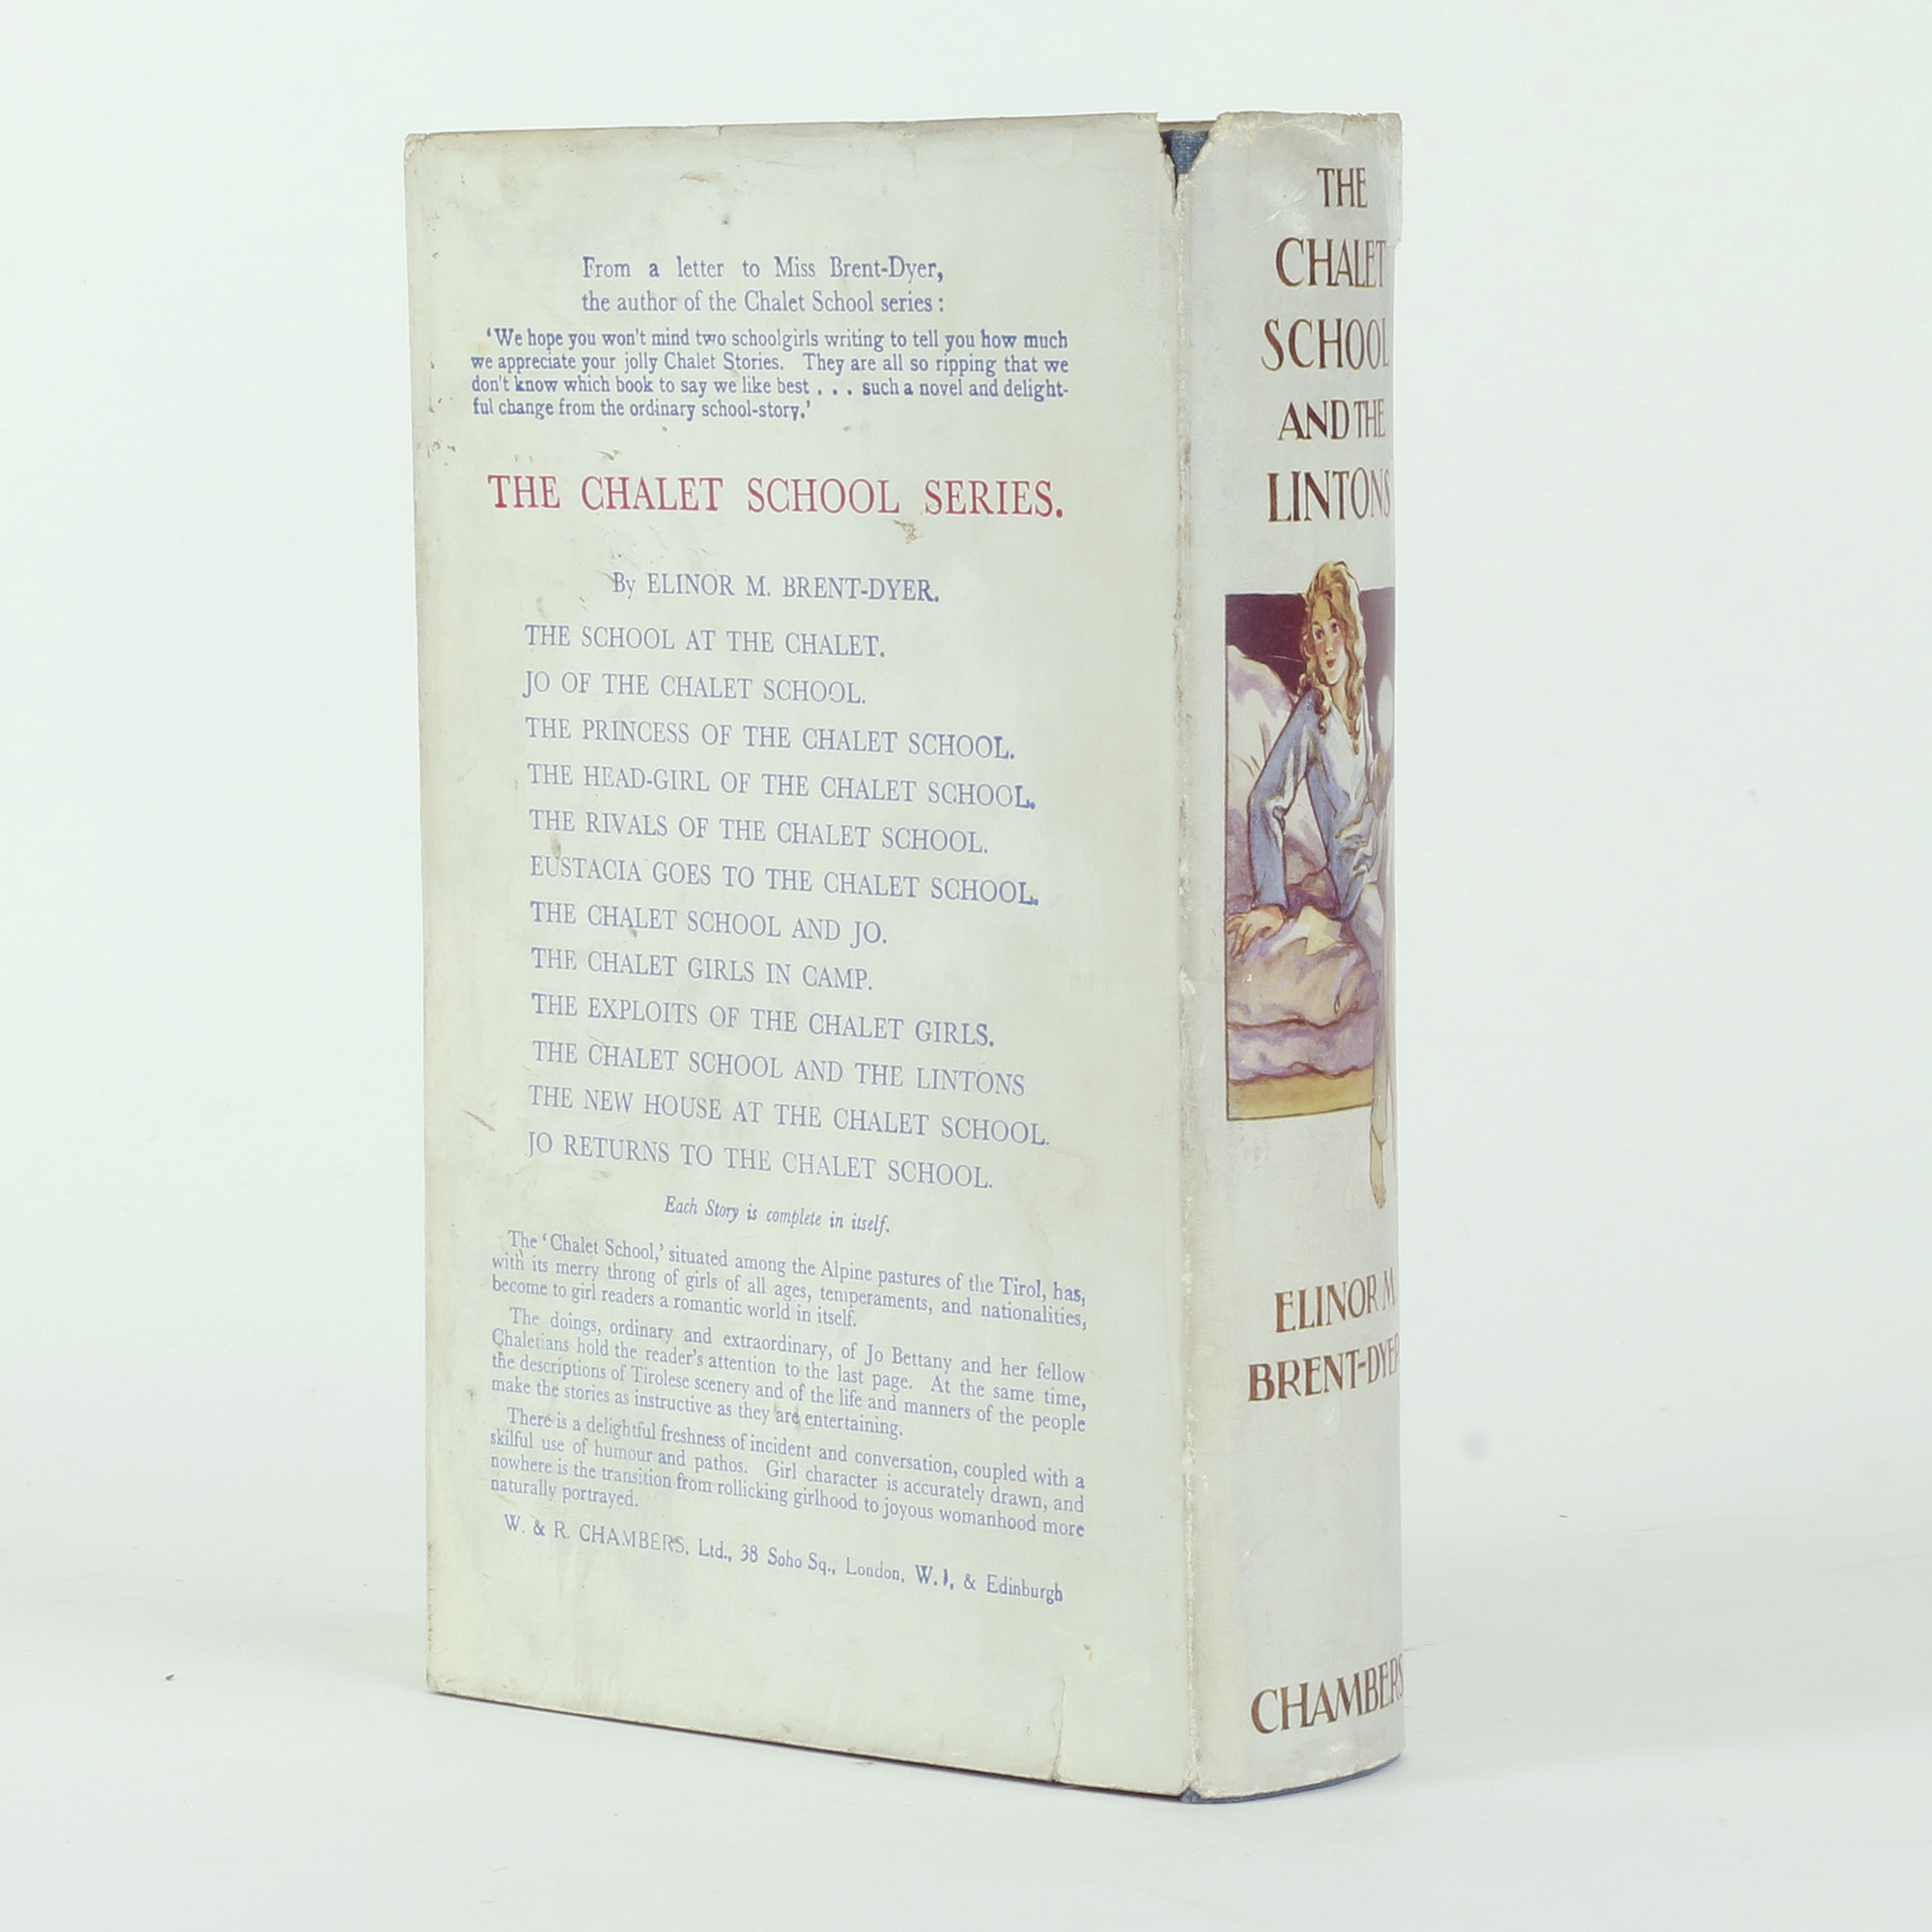 From a letter to Miss Brent-Dyer,
the author of the Chalet School series :
‘We hope you won't mind two schoolgirls writing to tell you how much
we appreciate your jolly Chalet Stories. They are all so ripping that we
don't know which book to say we like best . . . such a novel and delight-
ful change from the ordinary school-story.’
THE CHALET SCHOOL SERIES.
By ELINOR M. BRENT-DYER.
THE SCHOOL AT THE CHALET.
JO OF THE CHALET SCHOOL.
THE PRINCESS OF THE CHALET SCHOOL.
THE HEAD-GIRL OF THE CHALET SCHOOL.
THE RIVALS OF THE CHALET SCHOOL.
EUSTACIA GOES TO THE CHALET SCHOOL.
THE CHALET SCHOOL AND JO.
THE CHALET GIRLS IN CAMP.
THE EXPLOITS OF THE CHALET GIRLS.
THE CHALET SCHOOL AND THE LINTONS
THE NEW HOUSE AT THE CHALET SCHOOL.
JO RETURNS TO THE CHALET SCHOOL.
Each Story is complete in itself.
The ‘Chalet School,’ situated among the Alpine pastures of the Tirol, has,
with its merry throng of girls of all ages, temperaments, and nationalities,
become to girl readers a romantic world in itself.
The doings, ordinary and extraordinary, of Jo Bettany and her fellow
Chaletians hold the reader's attention to the last page. At the same time,
the descriptions of Tirolese scenery and of the life and manners of the people
make the stories as instructive as they are entertaining.
There is a delightful freshness of incident and conversation, coupled with a
skilful use of humour and pathos. Girl character is accurately drawn, and
nowhere is the transition from rollicking girlhood to joyous womanhood more
naturally portrayed.
W. & R. CHAMBERS, Ltd., 38 Soho Sq., London, W.1, & Edinburgh
THE
CHALET
SCHOOL
AND THE
LINTONS
ELINOR M.
BRENT-DYER
CHAMBERS